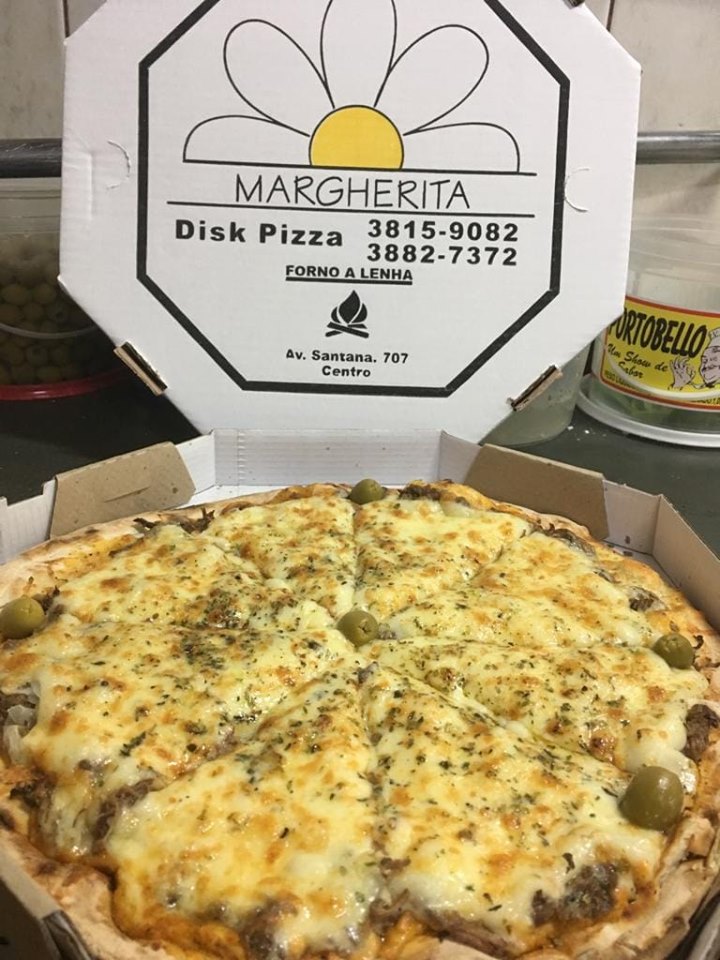 MARGHERITA
Disk Pizza 3815-9082
3882-7372
FORNO A LENHA
Av. Santana. 707
Centro
PORTOBELLO
Um Show de
Sabor